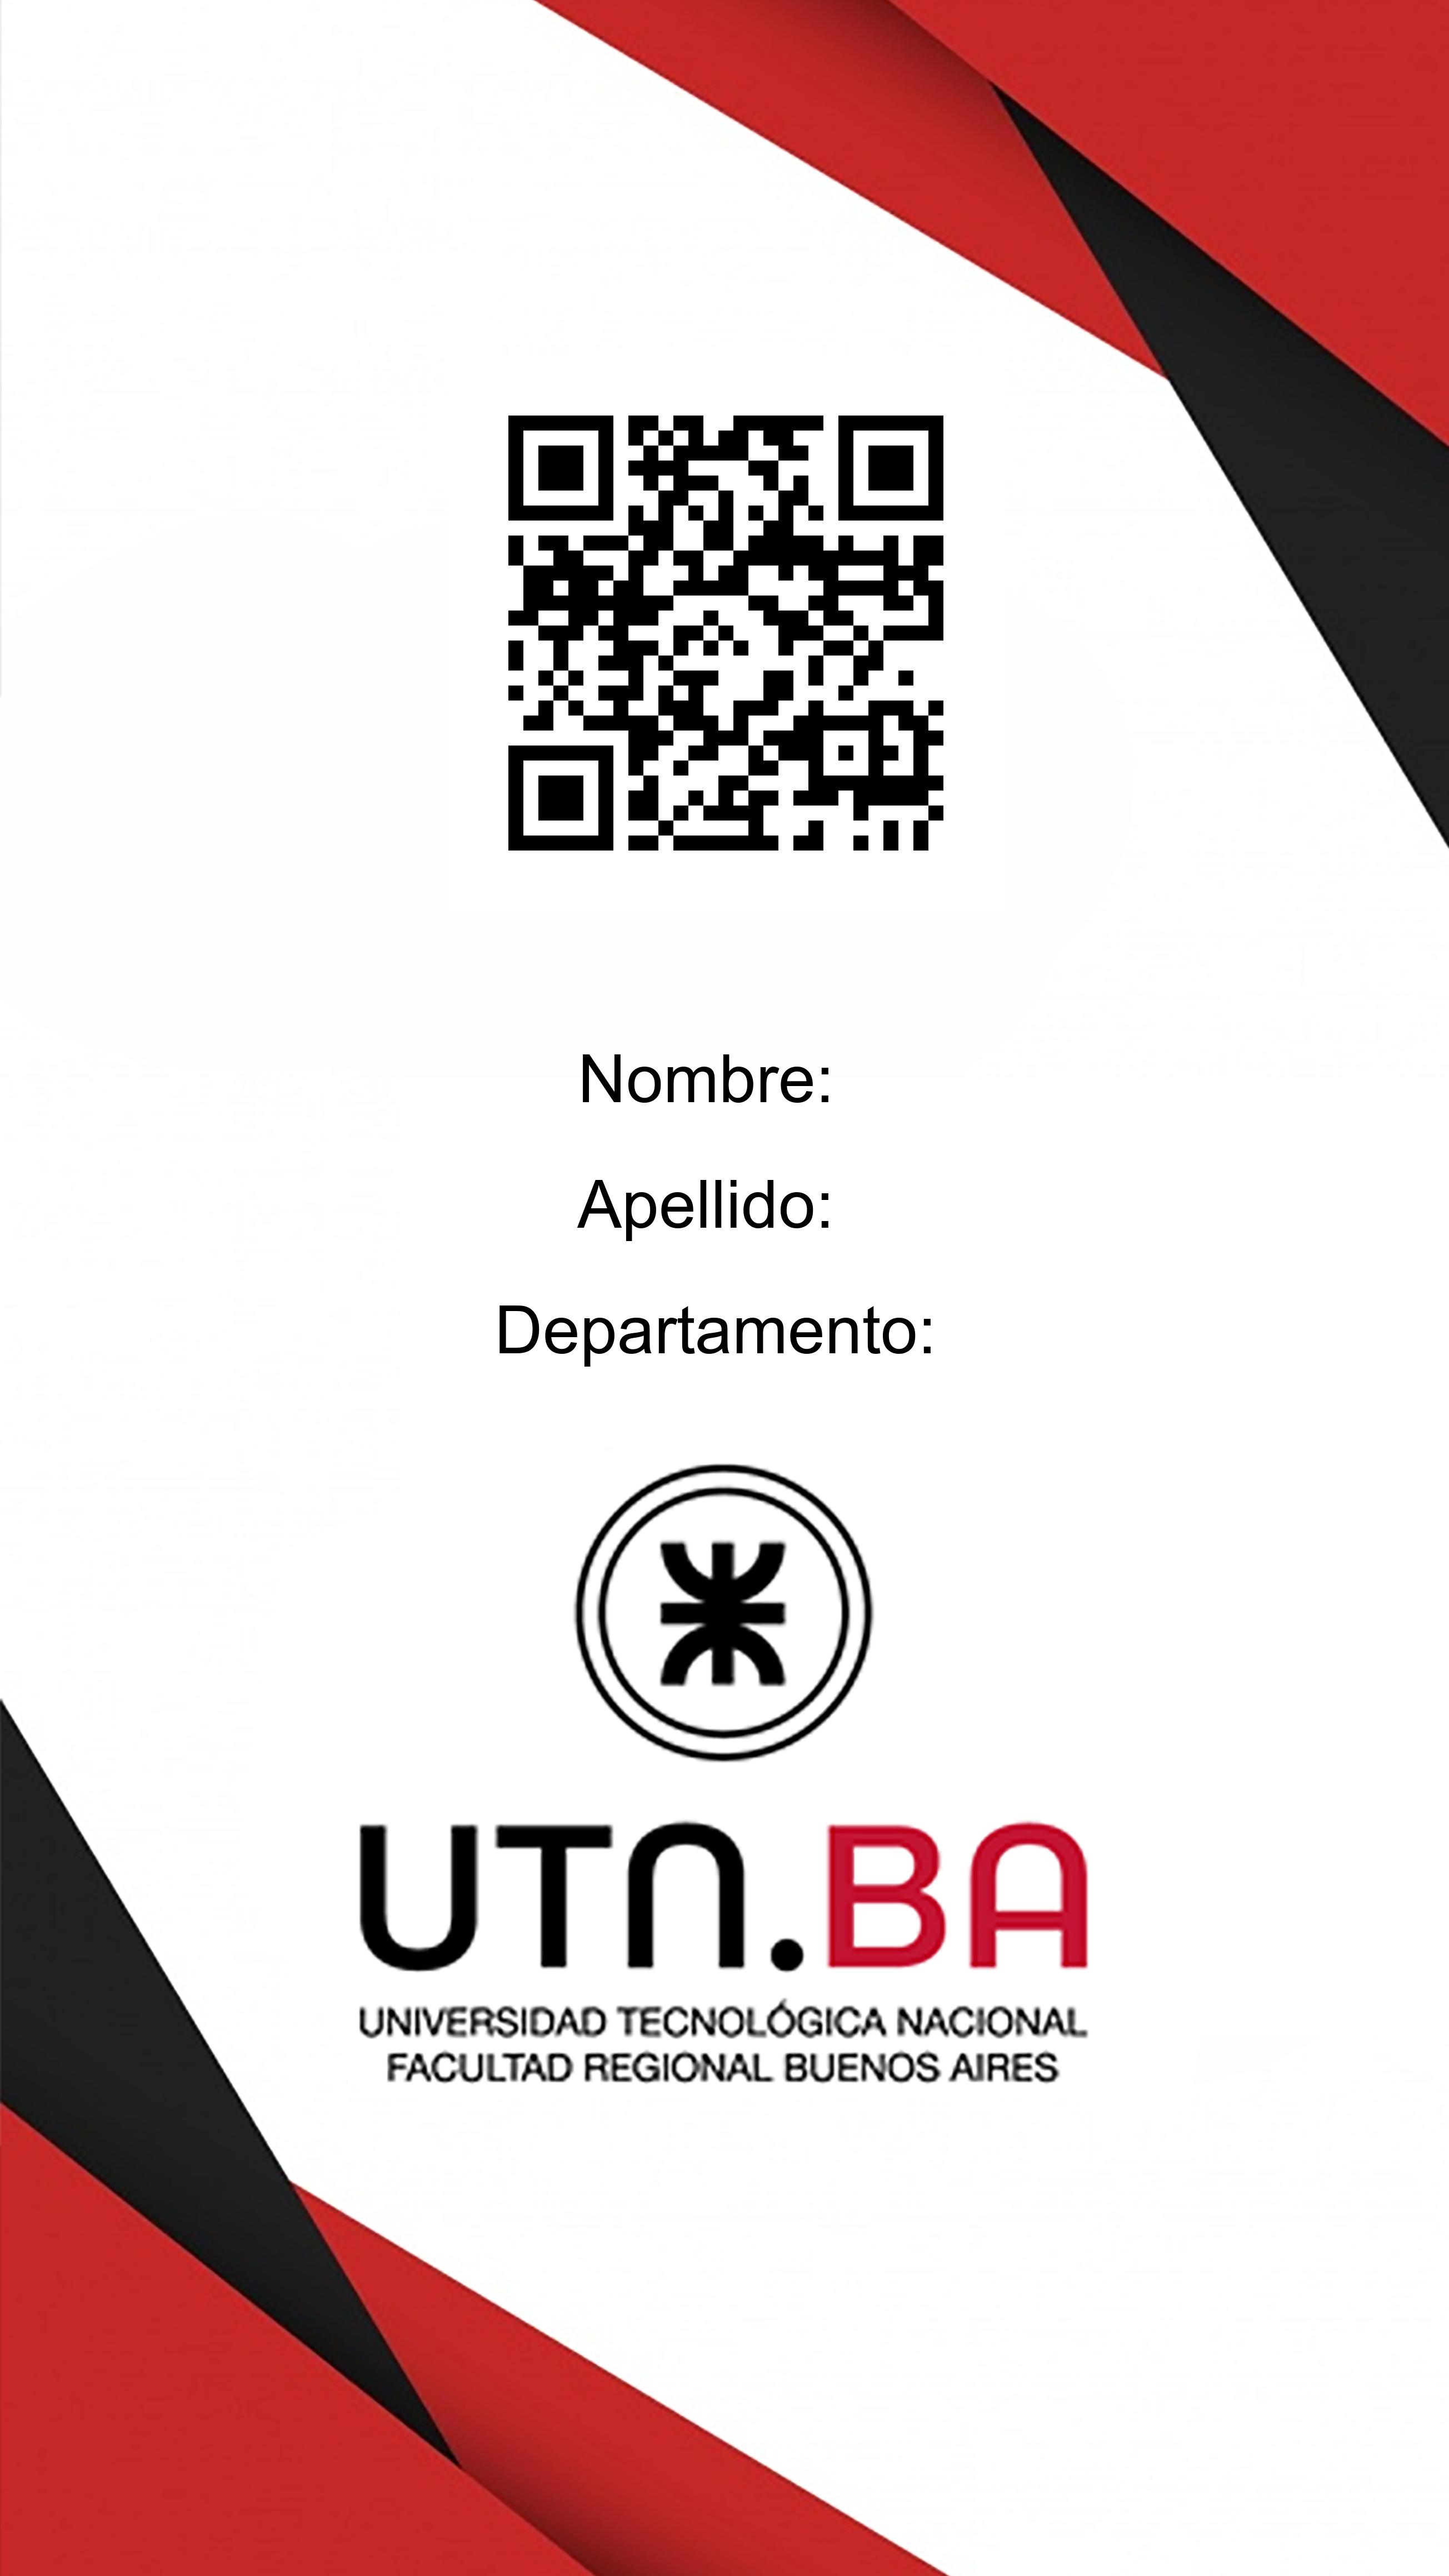 Nombre:
Apellido:
Departamento:
UTN.BA
UNIVERSIDAD TECNOLÓGICA NACIONAL
FACULTAD REGIONAL BUENOS AIRES